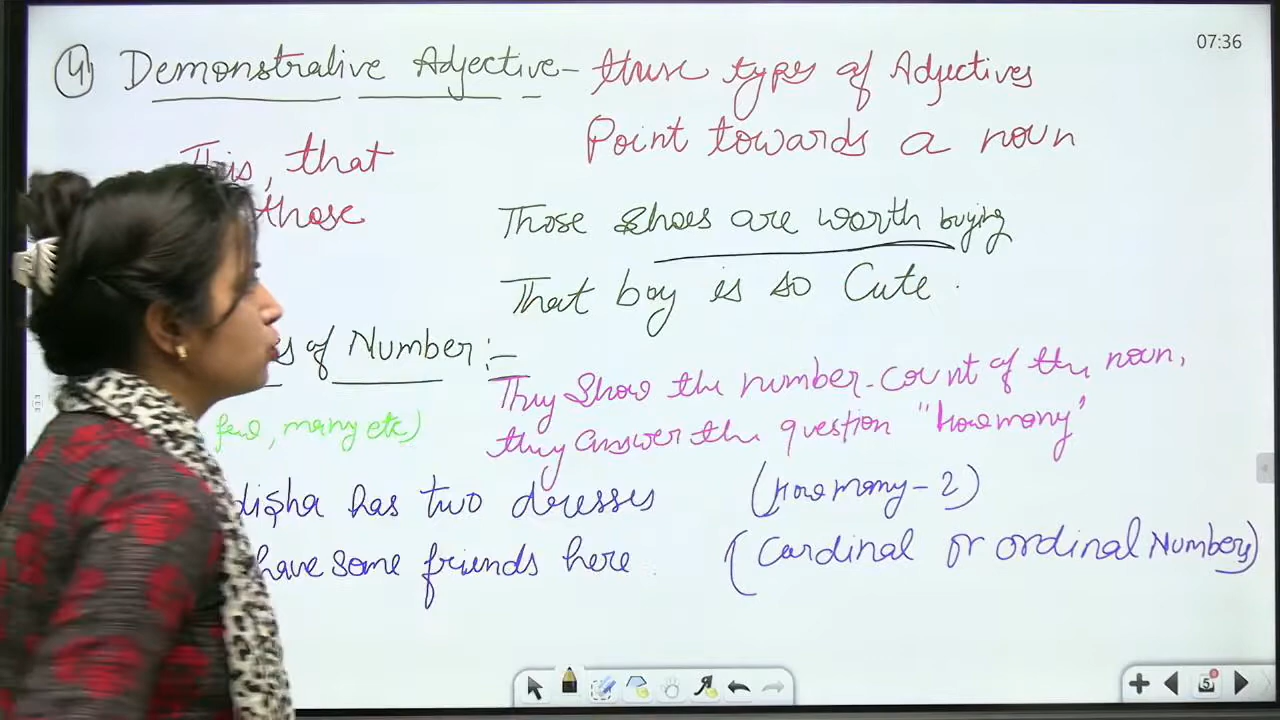 07:36
4) Demonstrative Adjective – these types of Adjectives
Point towards a noun
This, that
those
Those shoes are worth buying
That boy is so Cute.
s of Number :-
They show the number-count of the noun,
they answer the question "How many"
few, many etc)
disha has two dresses (How many – 2)
have some friends here (Cardinal or ordinal Numbers)
5